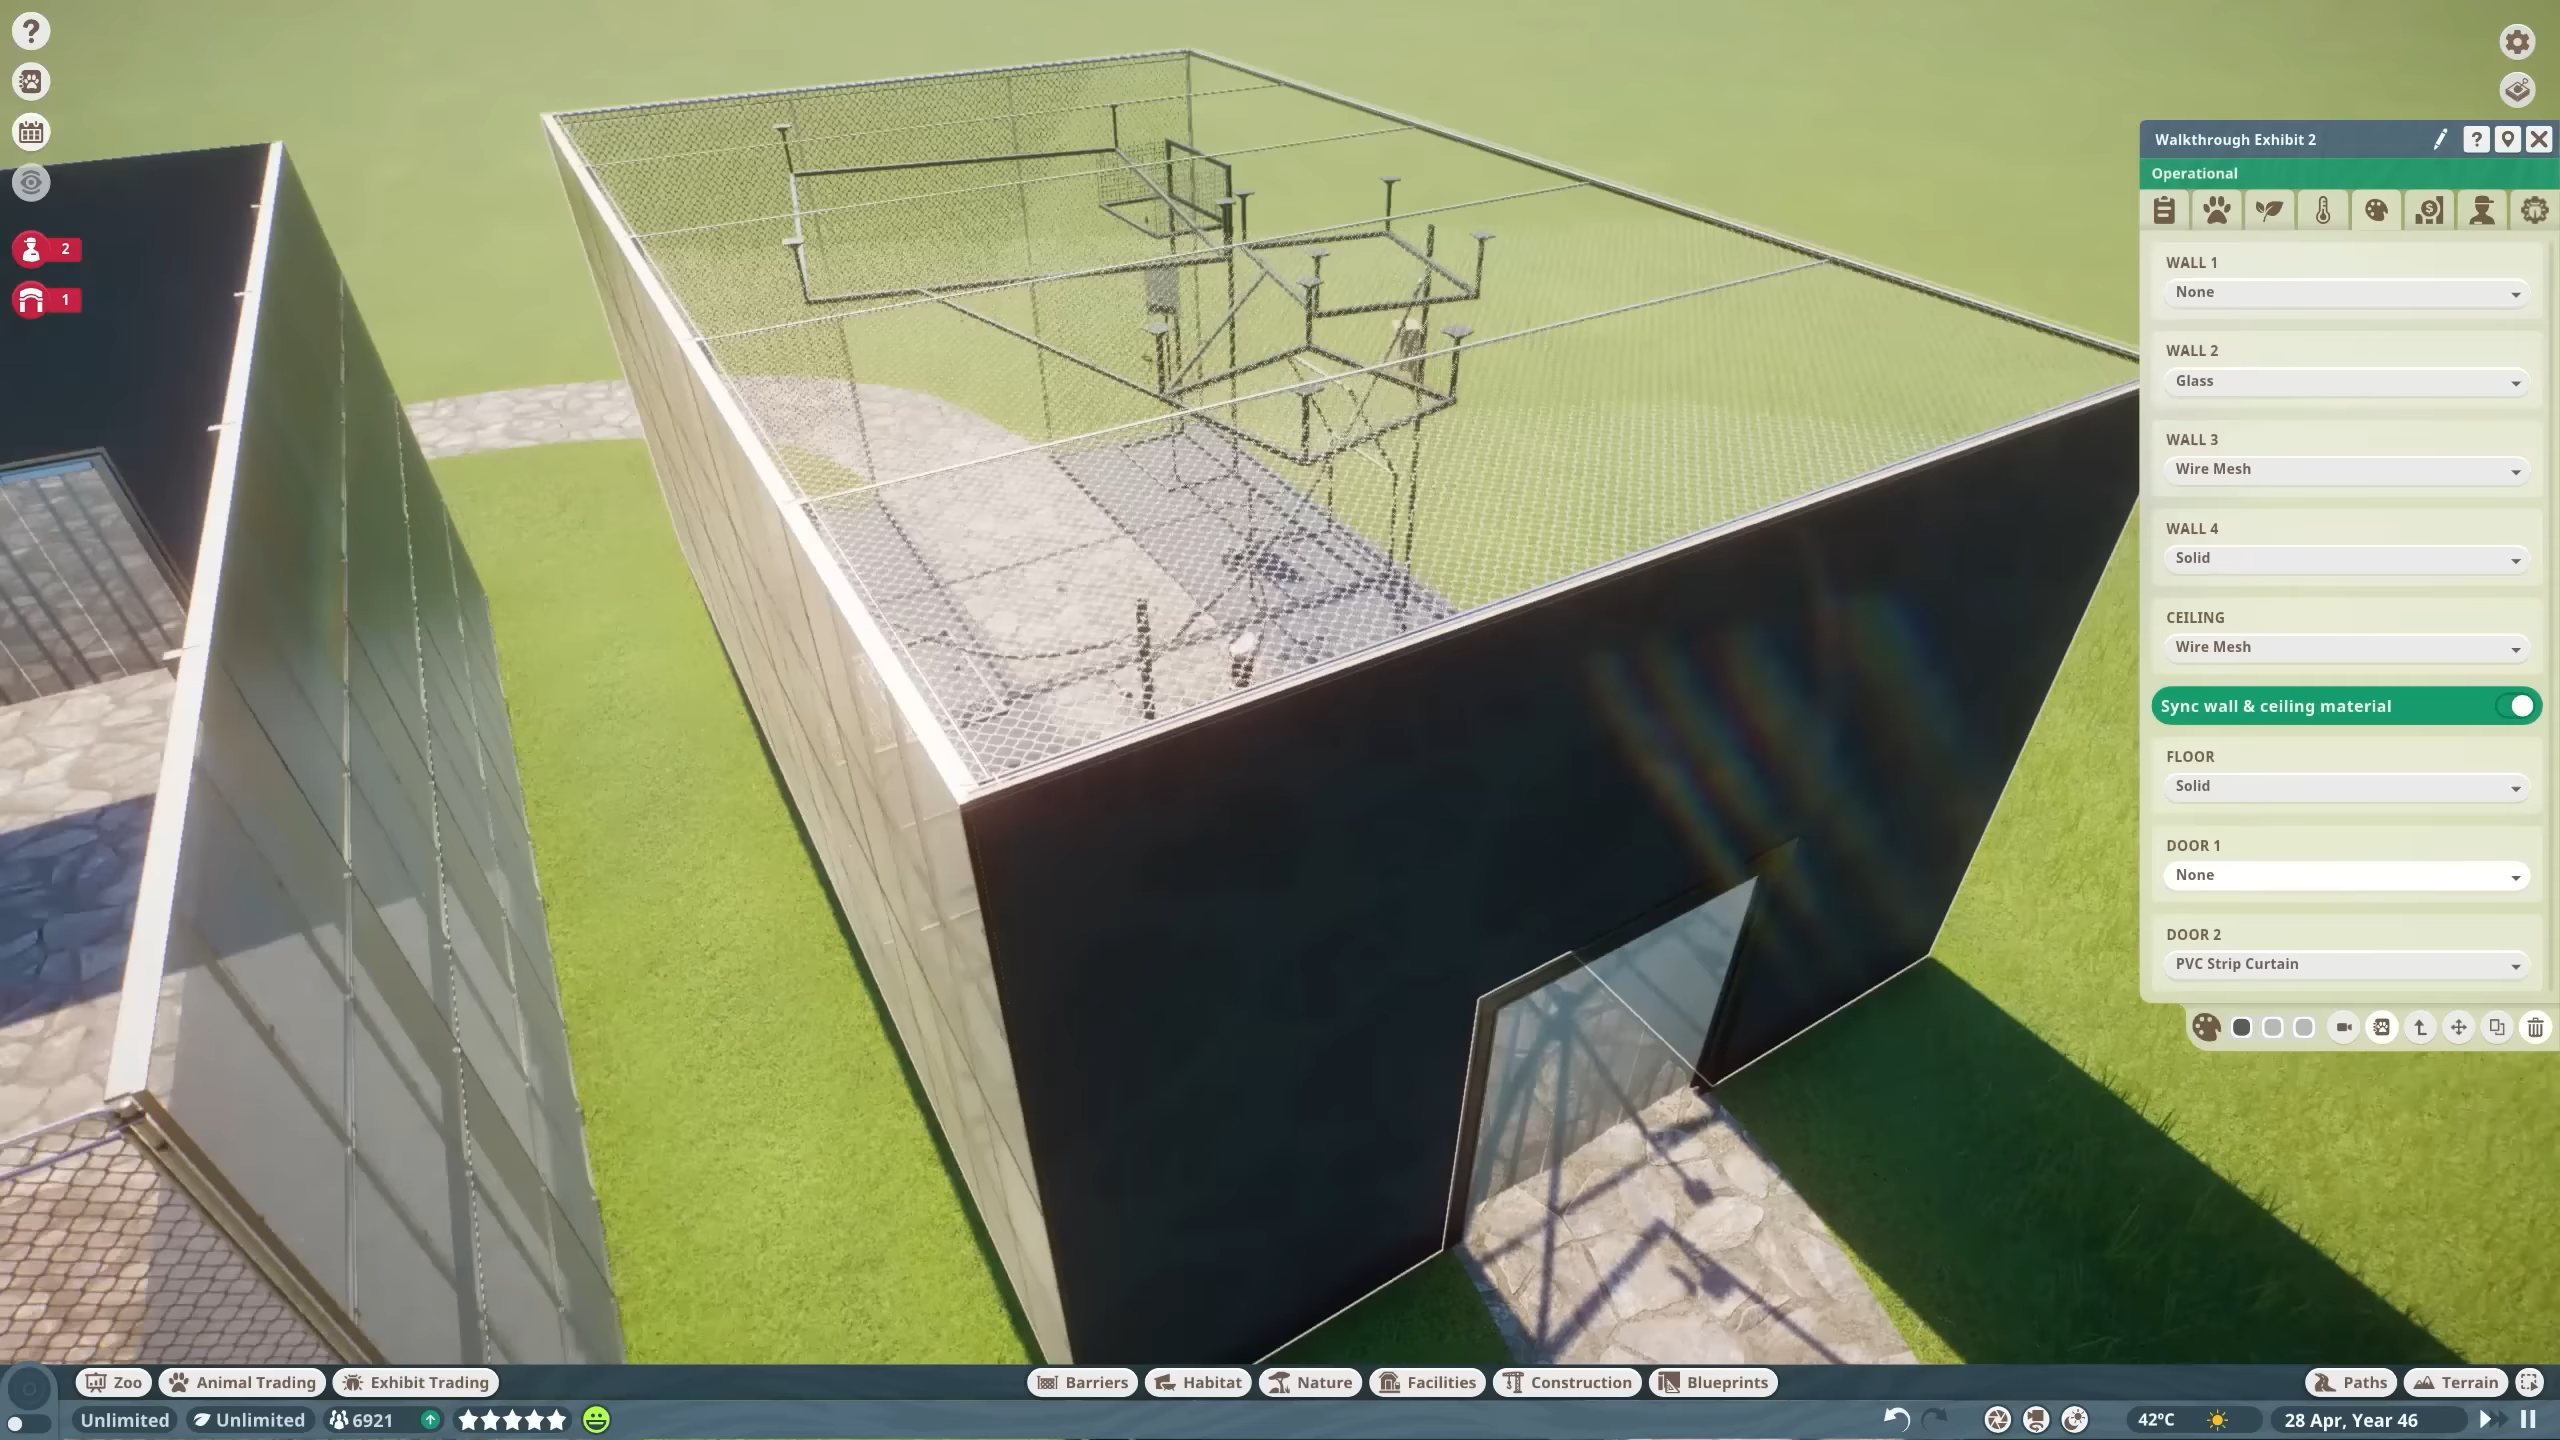 ?
2
1
Walkthrough Exhibit 2
?
Operational
WALL 1
None
WALL 2
Glass
WALL 3
Wire Mesh
WALL 4
Solid
CEILING
Wire Mesh
Sync wall & ceiling material
FLOOR
Solid
DOOR 1
None
DOOR 2
PVC Strip Curtain
Zoo
Animal Trading
Exhibit Trading
Barriers
Habitat
Nature
Facilities
Construction
Blueprints
Paths
Terrain
Unlimited
Unlimited
6921
42°C
28 Apr, Year 46